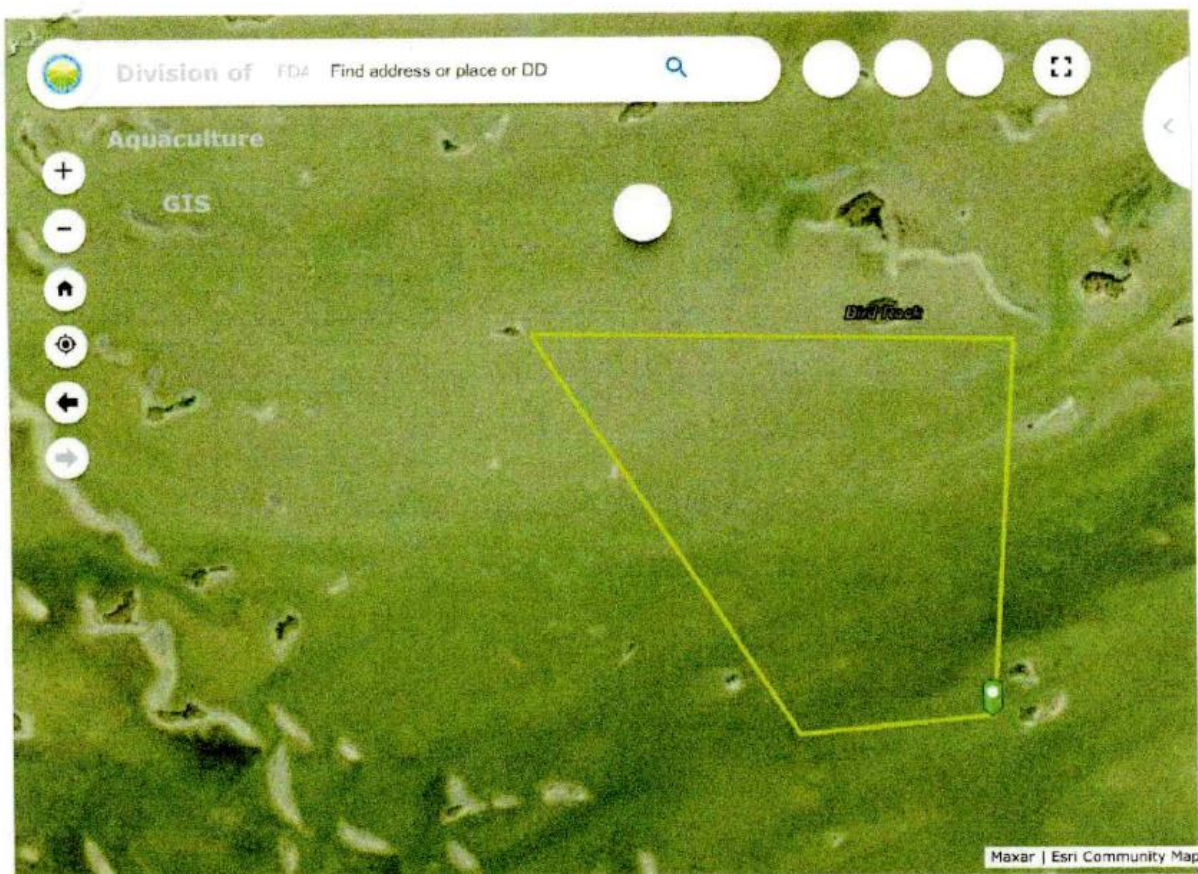 Division of FDA Find address or place or DD
Aquaculture
GIS
Bird Rock
Maxar | Esri Community Map